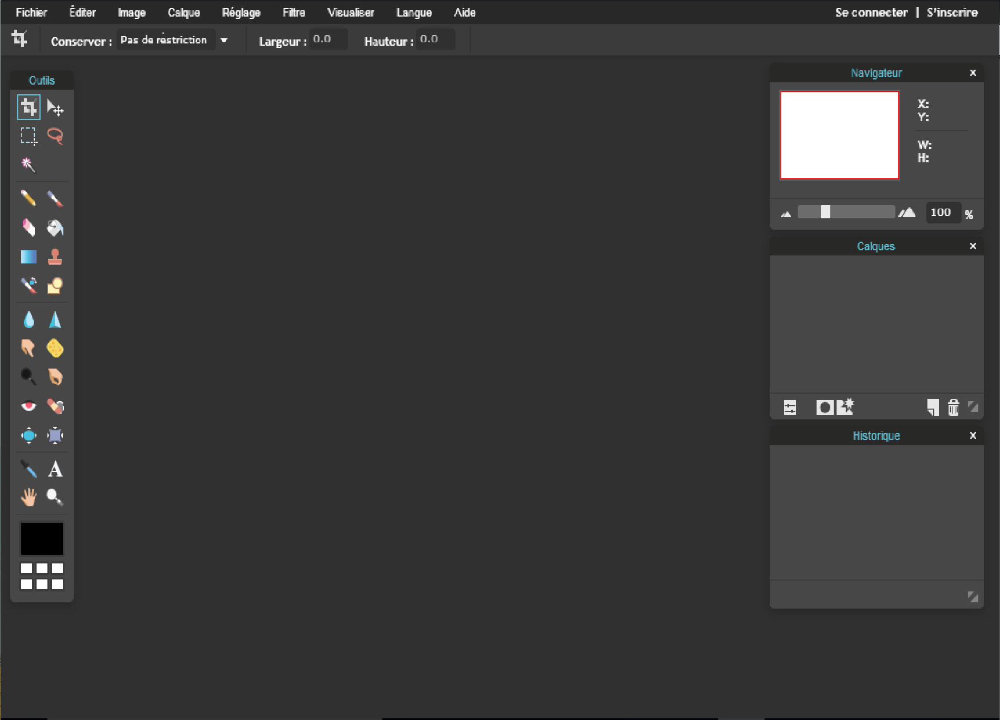 Fichier Éditer Image Calque Réglage Filtre Visualiser Langue Aide Se connecter | S'inscrire
Conserver : Pas de restriction Largeur : 0.0 Hauteur : 0.0
Outils
A
Navigateur x
X:
Y:
W:
H:
100 %
Calques x
Historique x